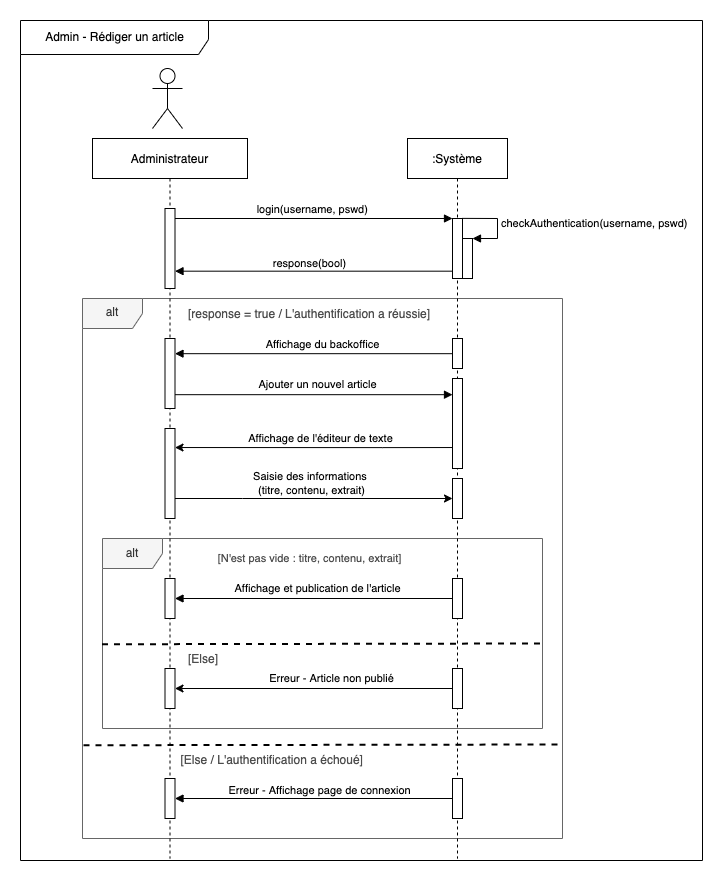 Admin - Rédiger un article
Administrateur
:Système
login(username, pswd)
checkAuthentication(username, pswd)
response(bool)
alt
[response = true / L'authentification a réussie]
Affichage du backoffice
Ajouter un nouvel article
Affichage de l'éditeur de texte
Saisie des informations
(titre, contenu, extrait)
alt
[N'est pas vide : titre, contenu, extrait]
Affichage et publication de l'article
[Else]
Erreur - Article non publié
[Else / L'authentification a échoué]
Erreur - Affichage page de connexion